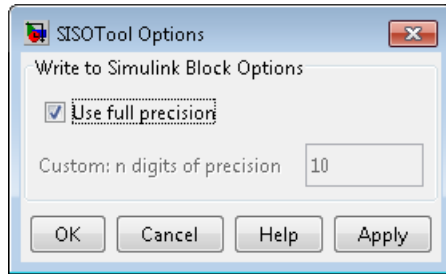 SISOTool Options
Write to Simulink Block Options
Use full precision
Custom: n digits of precision 10
OK Cancel Help Apply